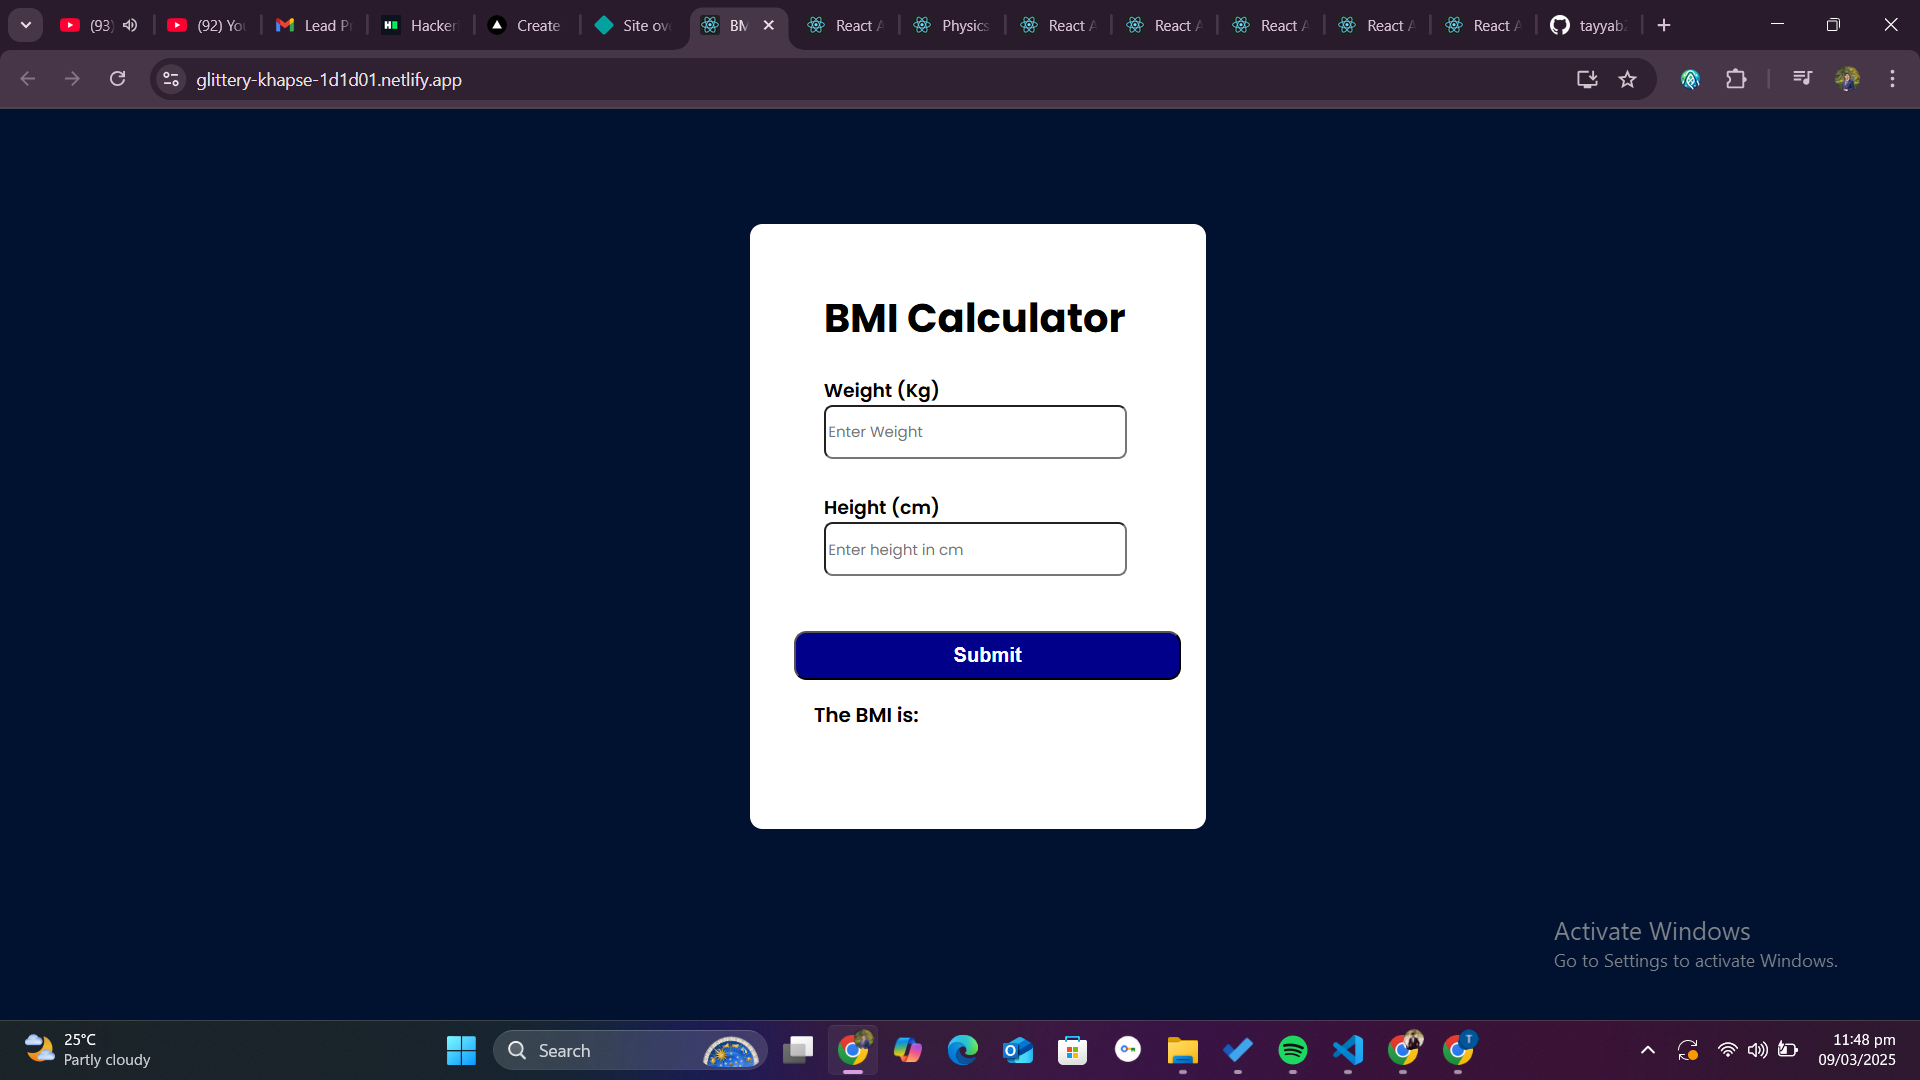 (93)
(92) You
Lead P
Hacker
Create
Site ov
BM
React A
Physics
React A
React A
React A
React A
React A
tayyab
glittery-khapse-1d1d01.netlify.app
BMI Calculator
Weight (Kg)
Enter Weight
Height (cm)
Enter height in cm
Submit
The BMI is:
Activate Windows
Go to Settings to activate Windows.
25°C
Partly cloudy
Search
T
11:48 pm
09/03/2025